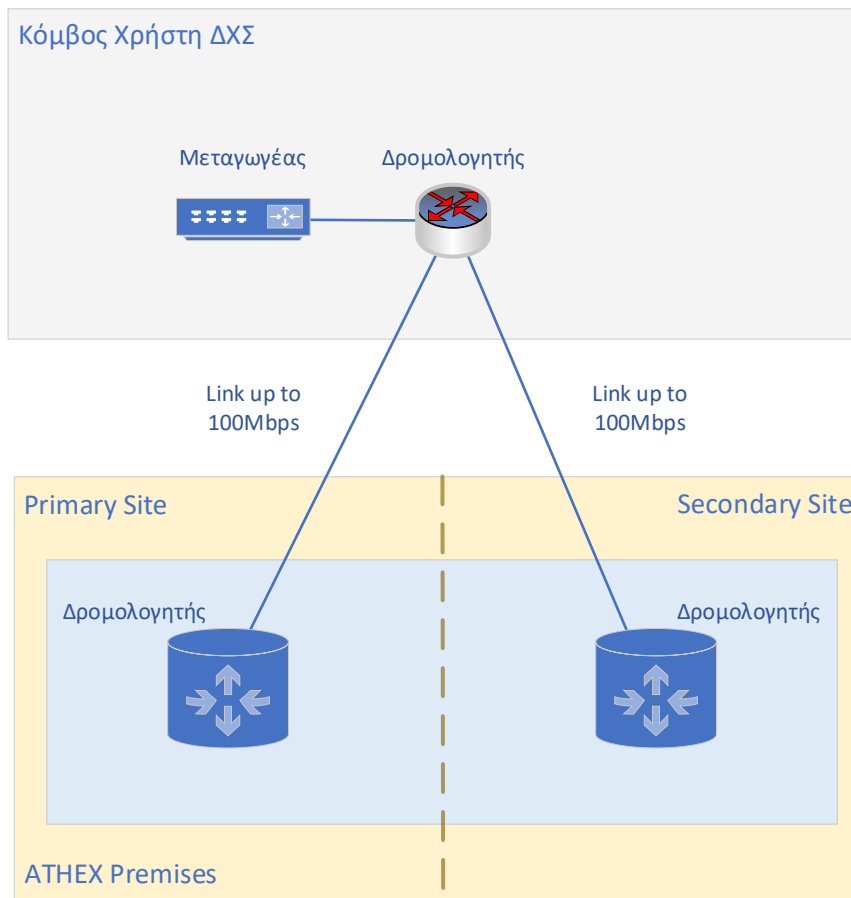 Κόμβος Χρήστη ΔΧΣ
Μεταγωγέας
Δρομολογητής
Link up to
100Mbps
Link up to
100Mbps
Primary Site
Secondary Site
Δρομολογητής
Δρομολογητής
ATHEX Premises